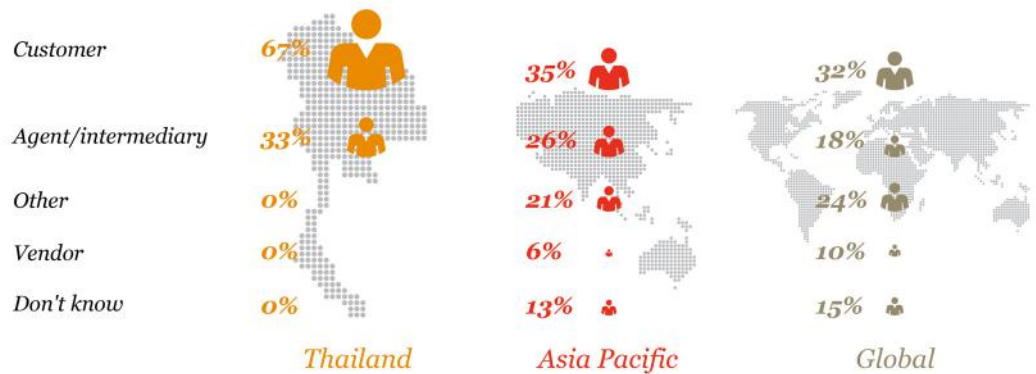 Customer 67% 35% 32%
Agent/intermediary 33% 26% 18%
Other 0% 21% 24%
Vendor 0% 6% 10%
Don't know 0% 13% 15%
Thailand Asia Pacific Global